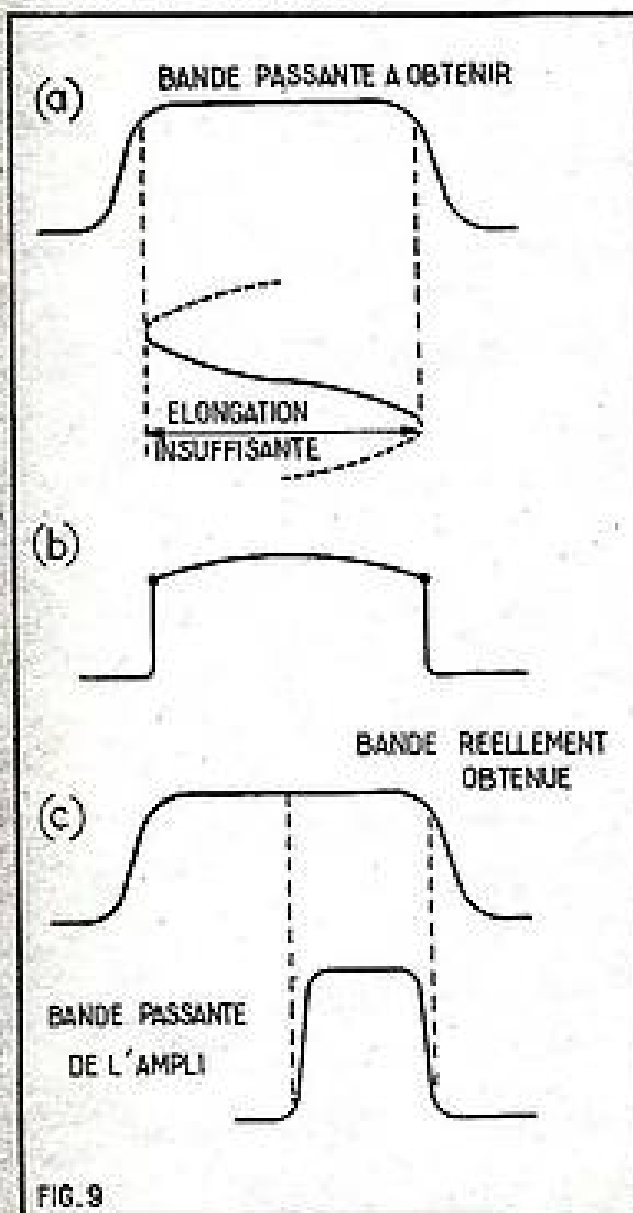 (a)
BANDE PASSANTE A OBTENIR
ELONGATION
INSUFFISANTE
(b)
BANDE REELLEMENT
OBTENUE
(c)
BANDE PASSANTE
DE L'AMPLI
FIG.9